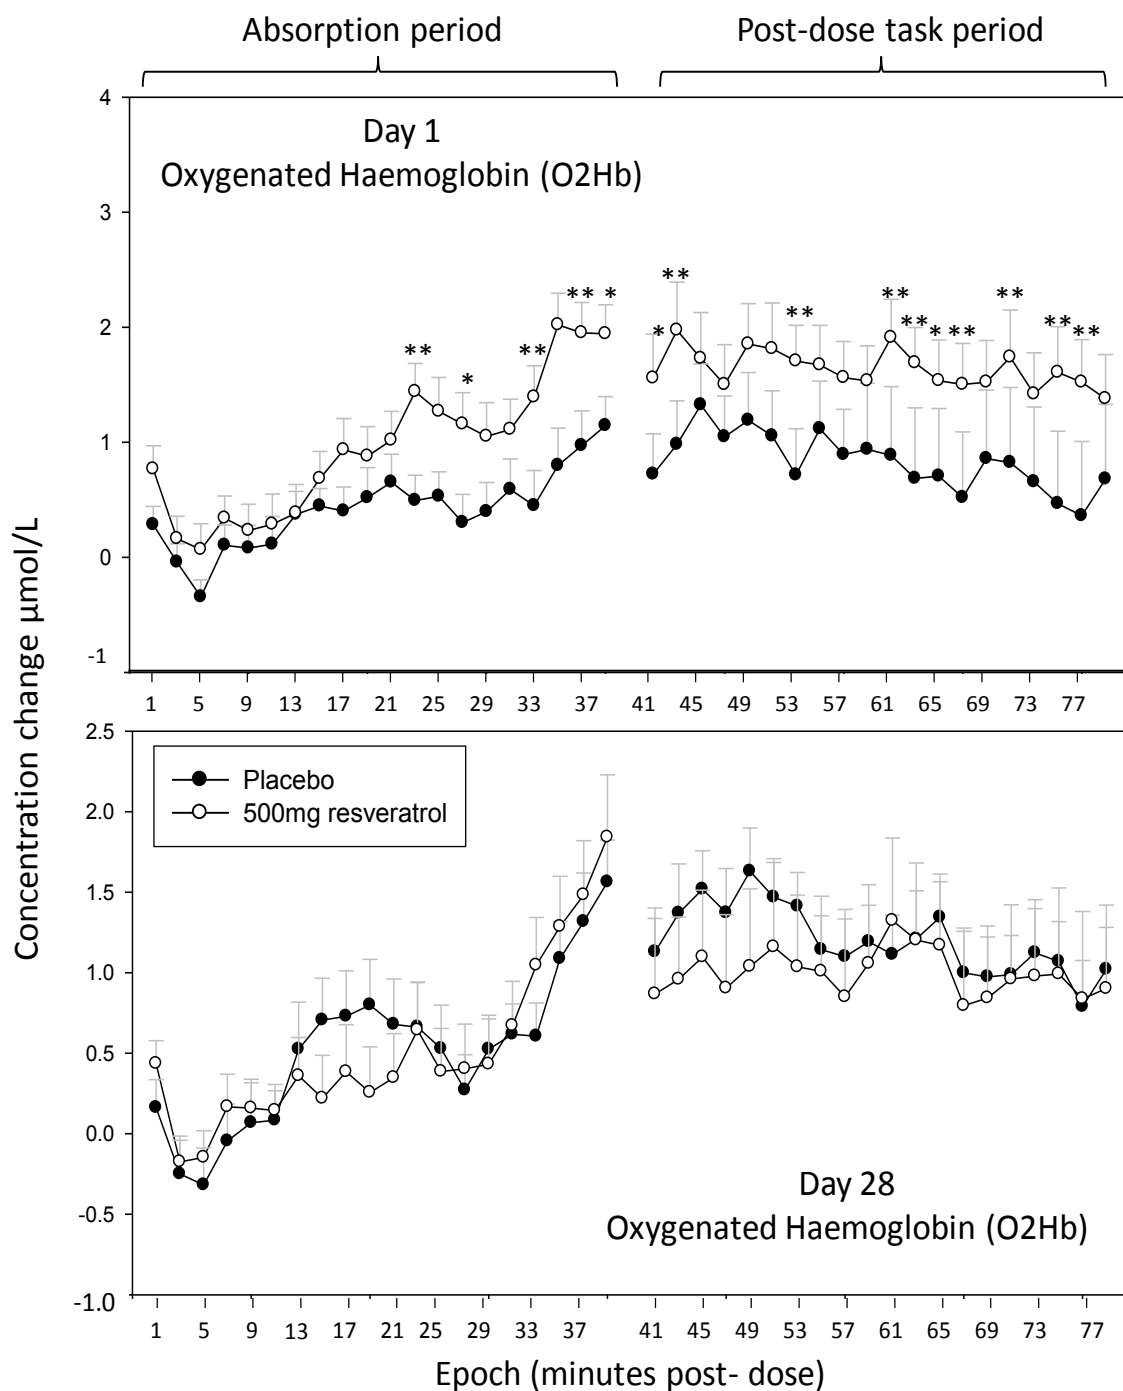 Absorption period
Post-dose task period
Day 1
Oxygenated Haemoglobin (O2Hb)
4
3
2
1
0
-1
** * ** ** * * ** ** ** * ** ** ** **
1 5 9 13 17 21 25 29 33 37 41 45 49 53 57 61 65 69 73 77
Concentration change µmol/L
2.5
2.0
1.5
1.0
0.5
0.0
-0.5
-1.0
Placebo
500mg resveratrol
Day 28
Oxygenated Haemoglobin (O2Hb)
1 5 9 13 17 21 25 29 33 37 41 45 49 53 57 61 65 69 73 77
Epoch (minutes post- dose)